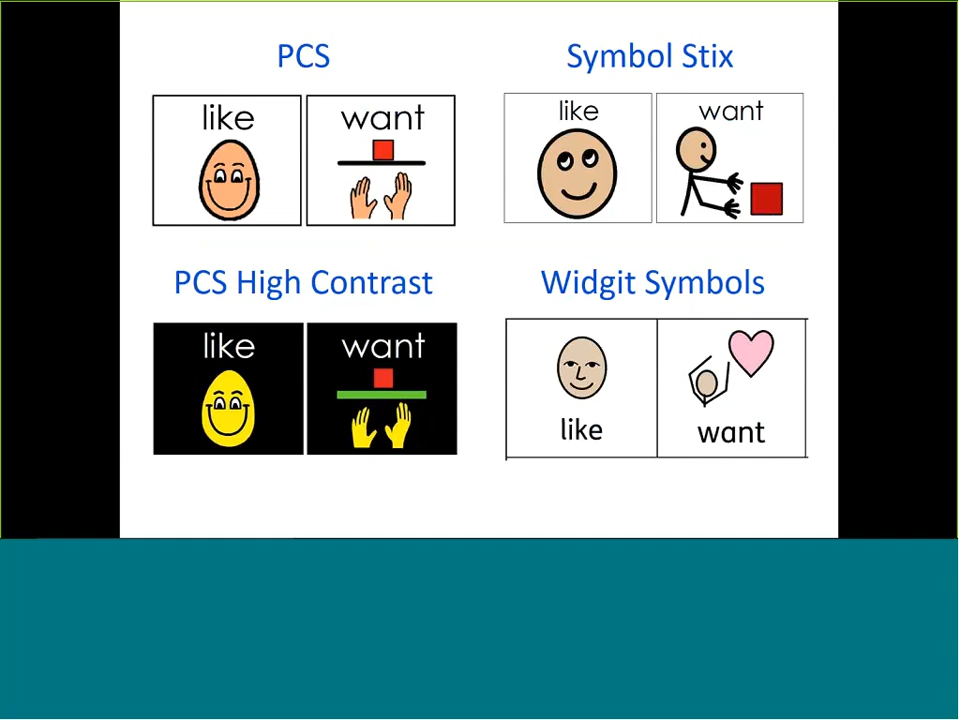 PCS
Symbol Stix
like
want
like
want
PCS High Contrast
Widgit Symbols
like
want
like
want